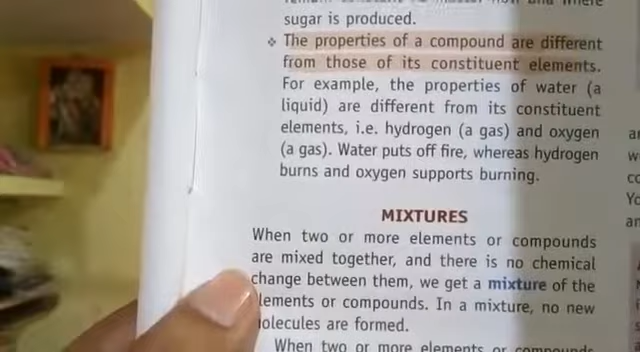 sugar is produced.
❖ The properties of a compound are different
from those of its constituent elements.
For example, the properties of water (a
liquid) are different from its constituent
elements, i.e. hydrogen (a gas) and oxygen
(a gas). Water puts off fire, whereas hydrogen
burns and oxygen supports burning.
MIXTURES
When two or more elements or compounds
are mixed together, and there is no chemical
change between them, we get a mixture of the
lements or compounds. In a mixture, no new
olecules are formed.
When two or more elements or compounds